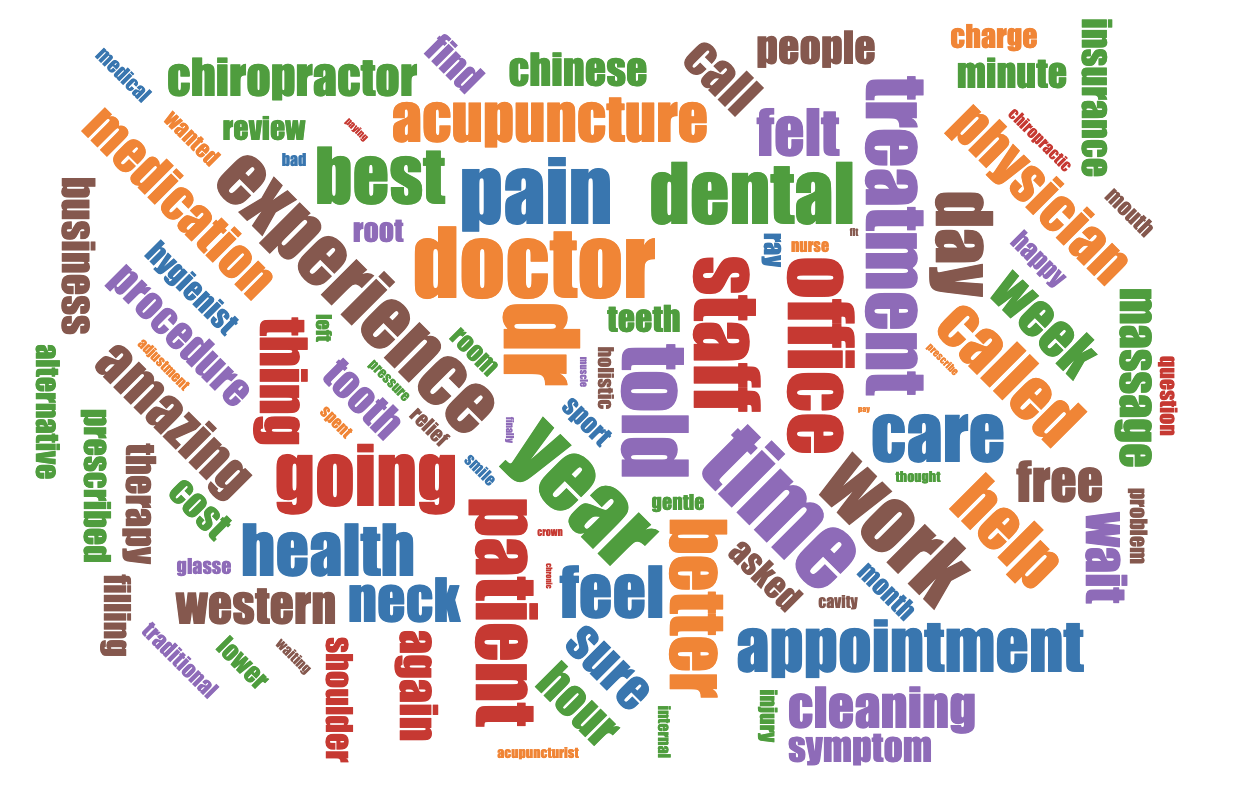 insurance
charge
people
find
call
medical
chiropractor
chinese
minute
treatment
acupuncture
medication
wanted
review
paying
felt
physician
chiropractic
bad
best
pain
dental
experience
business
mouth
day
root
doctor
flt
nurse
ray
happy
hygienist
staff
office
procedure
week
massage
dr
teeth
called
left
thing
room
told
holistic
muscle
prescribe
alternative
amazing
adjustment
tooth
pressure
question
sport
relief
spent
pay
care
prescribed
therapy
finally
year
time
going
smile
work
thought
free
help
cost
gentle
patient
problem
wait
health
better
crown
asked
glasse
feel
chronic
month
filling
western
neck
cavity
traditional
lower
waiting
shoulder
again
sure
appointment
hour
internal
injury
cleaning
symptom
acupuncturist